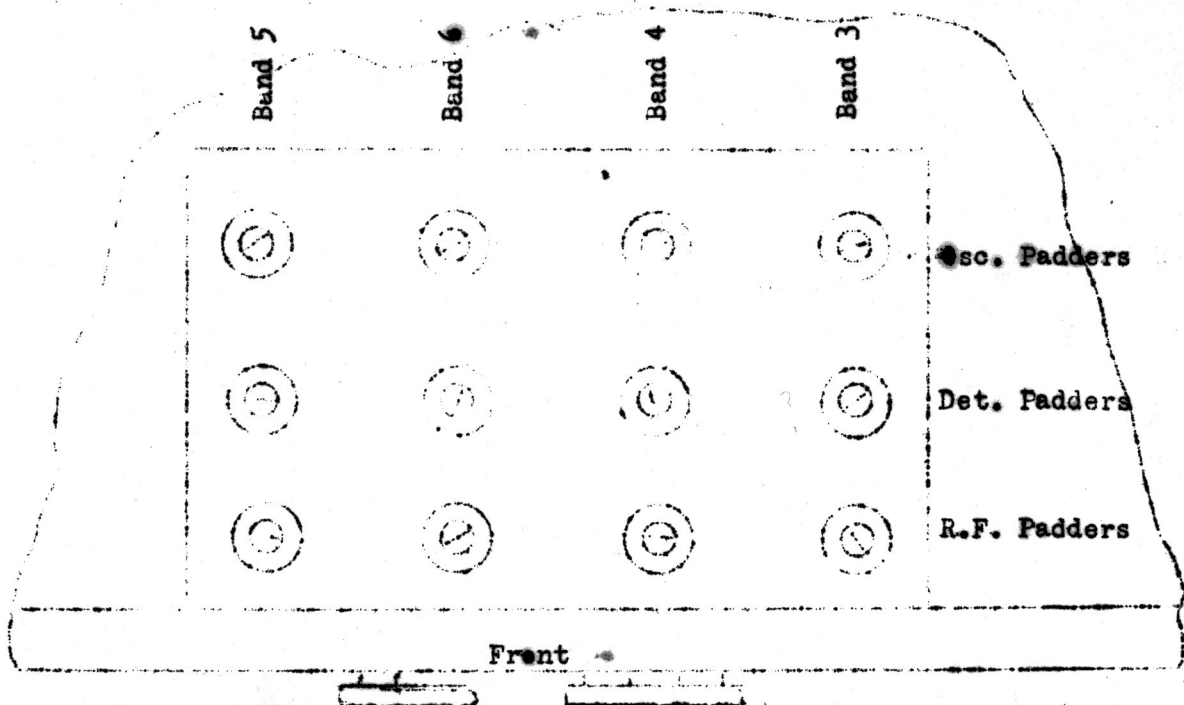 Band 5
Band 6
Band 4
Band 3
Osc. Padders
Det. Padders
R.F. Padders
Front